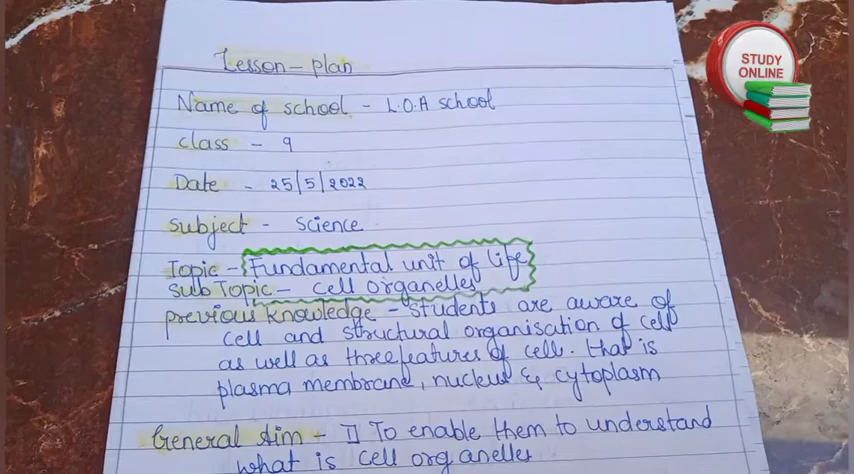 Lesson - plan
Name of school - L.O.A school
class - 9
Date - 25/5/2022
Subject - Science
Topic - Fundamental unit of life
Sub Topic - cell organelles
previous knowledge - students are aware of
cell and structural organisation of cell
as well as three features of cell. that is
plasma membrane, nucleus & cytoplasm
General Aim - I] To enable them to understand
what is cell organelles
STUDY
ONLINE